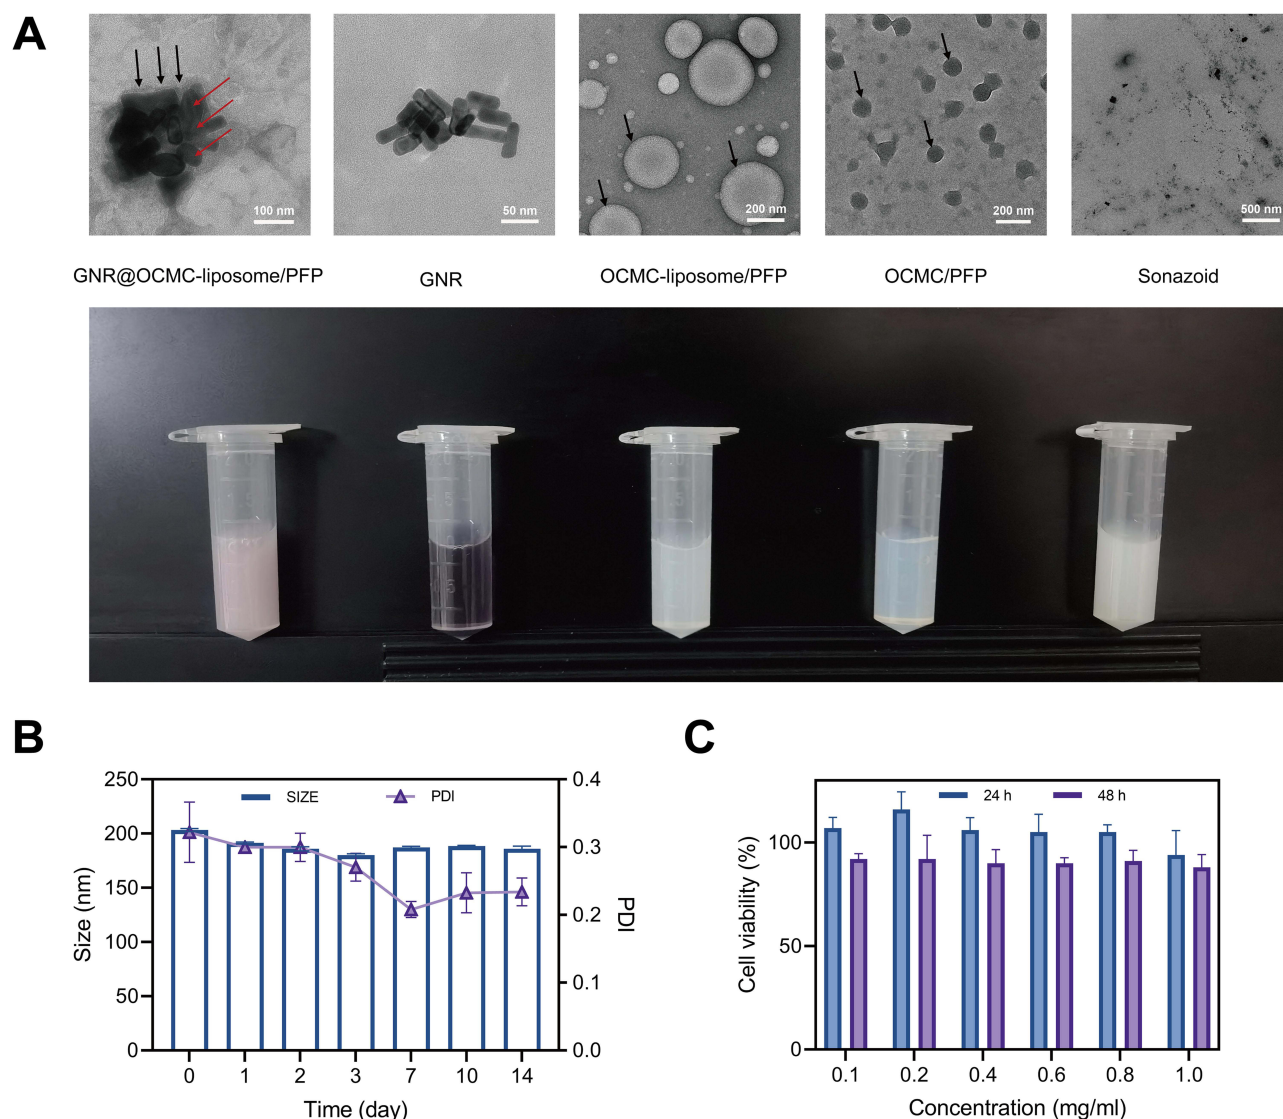 A
100 nm
50 nm
200 nm
200 nm
500 nm
GNR@OCMC-liposome/PFP
GNR
OCMC-liposome/PFP
OCMC/PFP
Sonazoid
B
250
200
150
100
50
0
Size (nm)
SIZE
PDI
0.4
0.3
0.2
0.1
0.0
PDI
0 1 2 3 7 10 14
Time (day)
C
100
50
0
Cell viability (%)
24 h
48 h
0.1 0.2 0.4 0.6 0.8 1.0
Concentration (mg/ml)